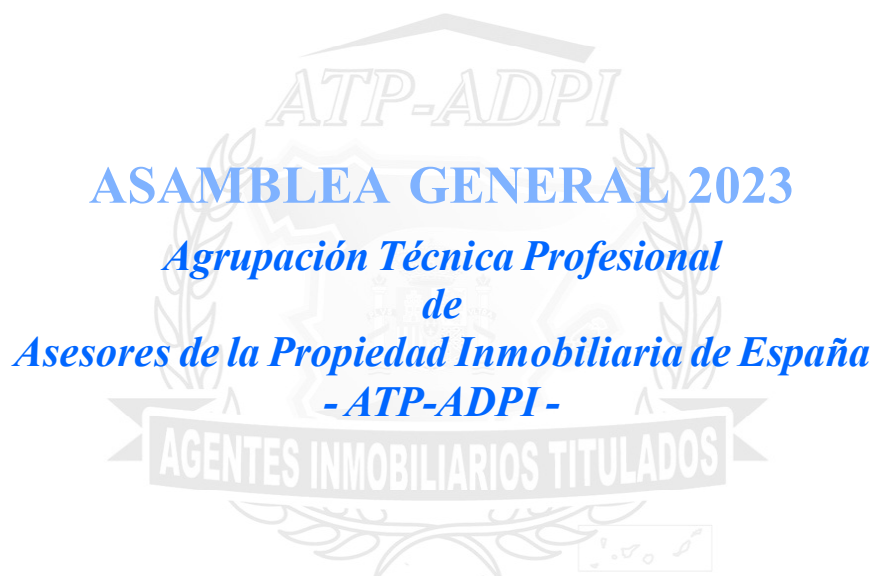 ATP-ADPI
ASAMBLEA GENERAL 2023
Agrupación Técnica Profesional
de
Asesores de la Propiedad Inmobiliaria de España
- ATP-ADPI -
AGENTES INMOBILIARIOS TITULADOS